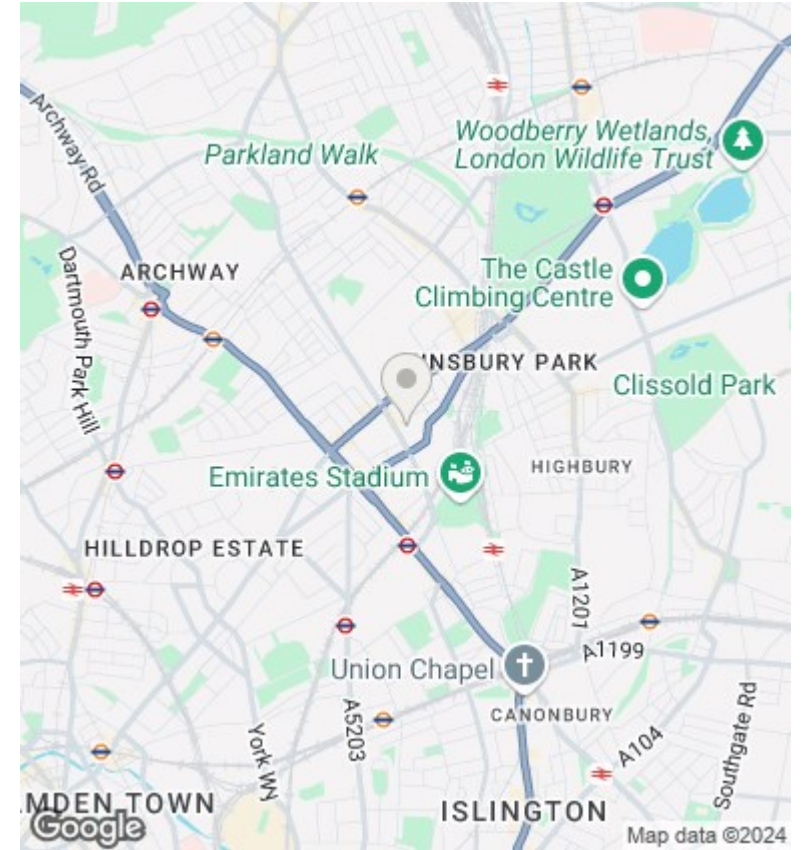 Archway Rd
Woodberry Wetlands,
London Wildlife Trust
Parkland Walk
ARCHWAY
The Castle
Climbing Centre
Dartmouth Park Hill
INSBURY PARK
Clissold Park
Emirates Stadium
HIGHBURY
HILLDROP ESTATE
A1201
A1199
Union Chapel
A5203
York Wy
CANONBURY
A104
Southgate Rd
MDEN TOWN
ISLINGTON
Google
Map data ©2024